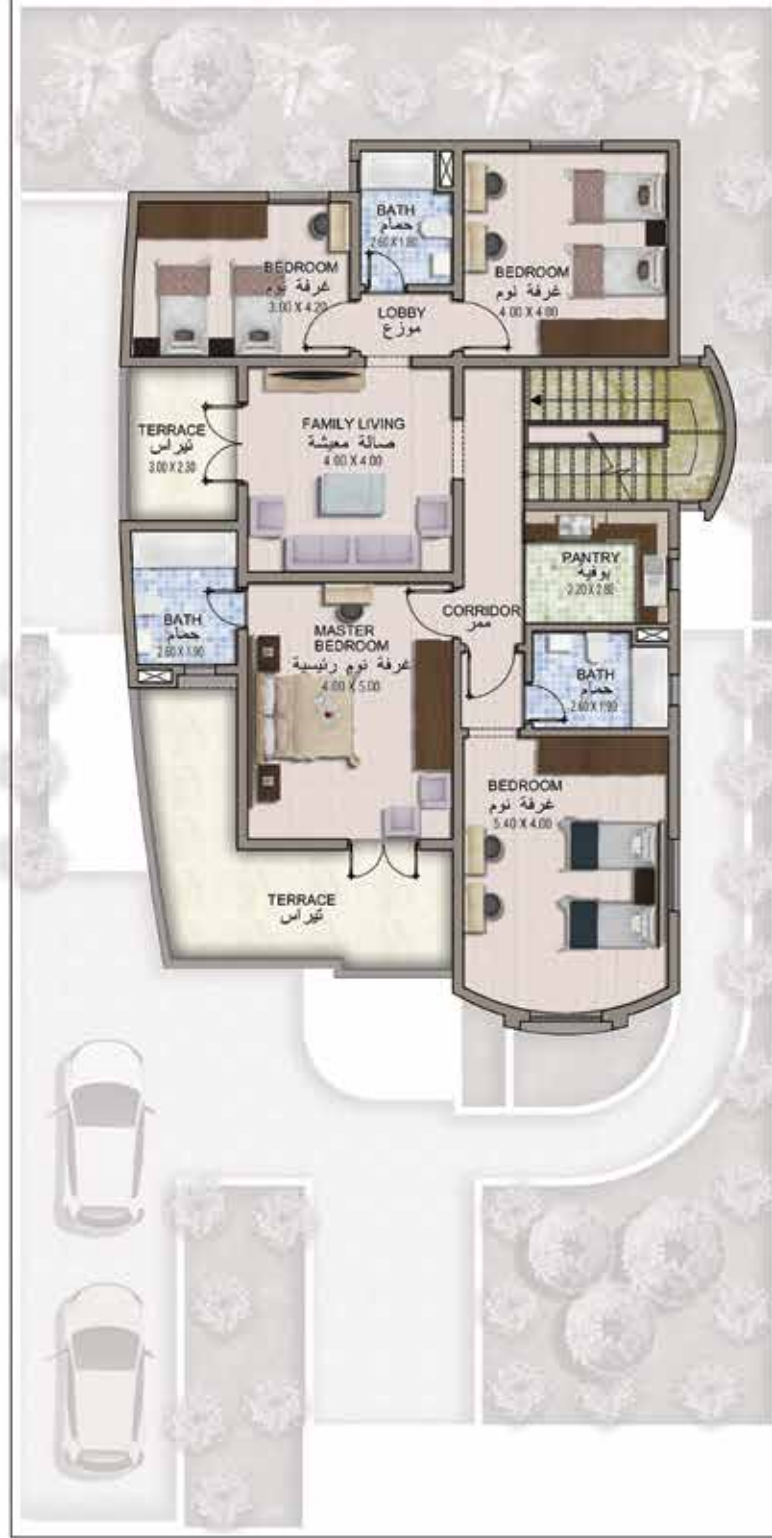 BATH
حمام
2.60 X 1.80
BEDROOM
غرفة نوم
3.00 X 4.20
BEDROOM
غرفة نوم
4.00 X 4.00
LOBBY
موزع
TERRACE
تيراس
3.00 X 2.30
FAMILY LIVING
صالة معيشة
4.00 X 4.00
PANTRY
بوفية
2.20 X 2.80
BATH
حمام
2.60 X 1.90
MASTER
BEDROOM
غرفة نوم رئيسية
4.00 X 5.00
CORRIDOR
ممر
BATH
حمام
2.60 X 1.90
BEDROOM
غرفة نوم
5.40 X 4.00
TERRACE
تيراس